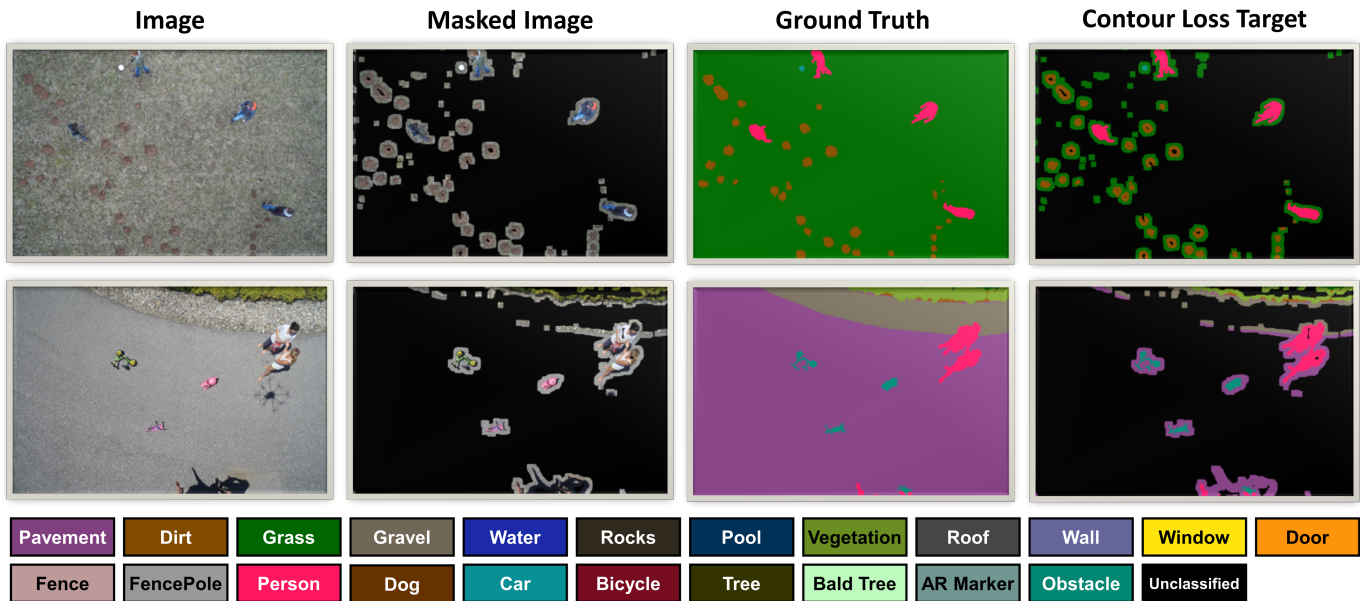 Image Masked Image Ground Truth Contour Loss Target
Pavement Dirt Grass Gravel Water Rocks Pool Vegetation Roof Wall Window Door
Fence FencePole Person Dog Car Bicycle Tree Bald Tree AR Marker Obstacle Unclassified